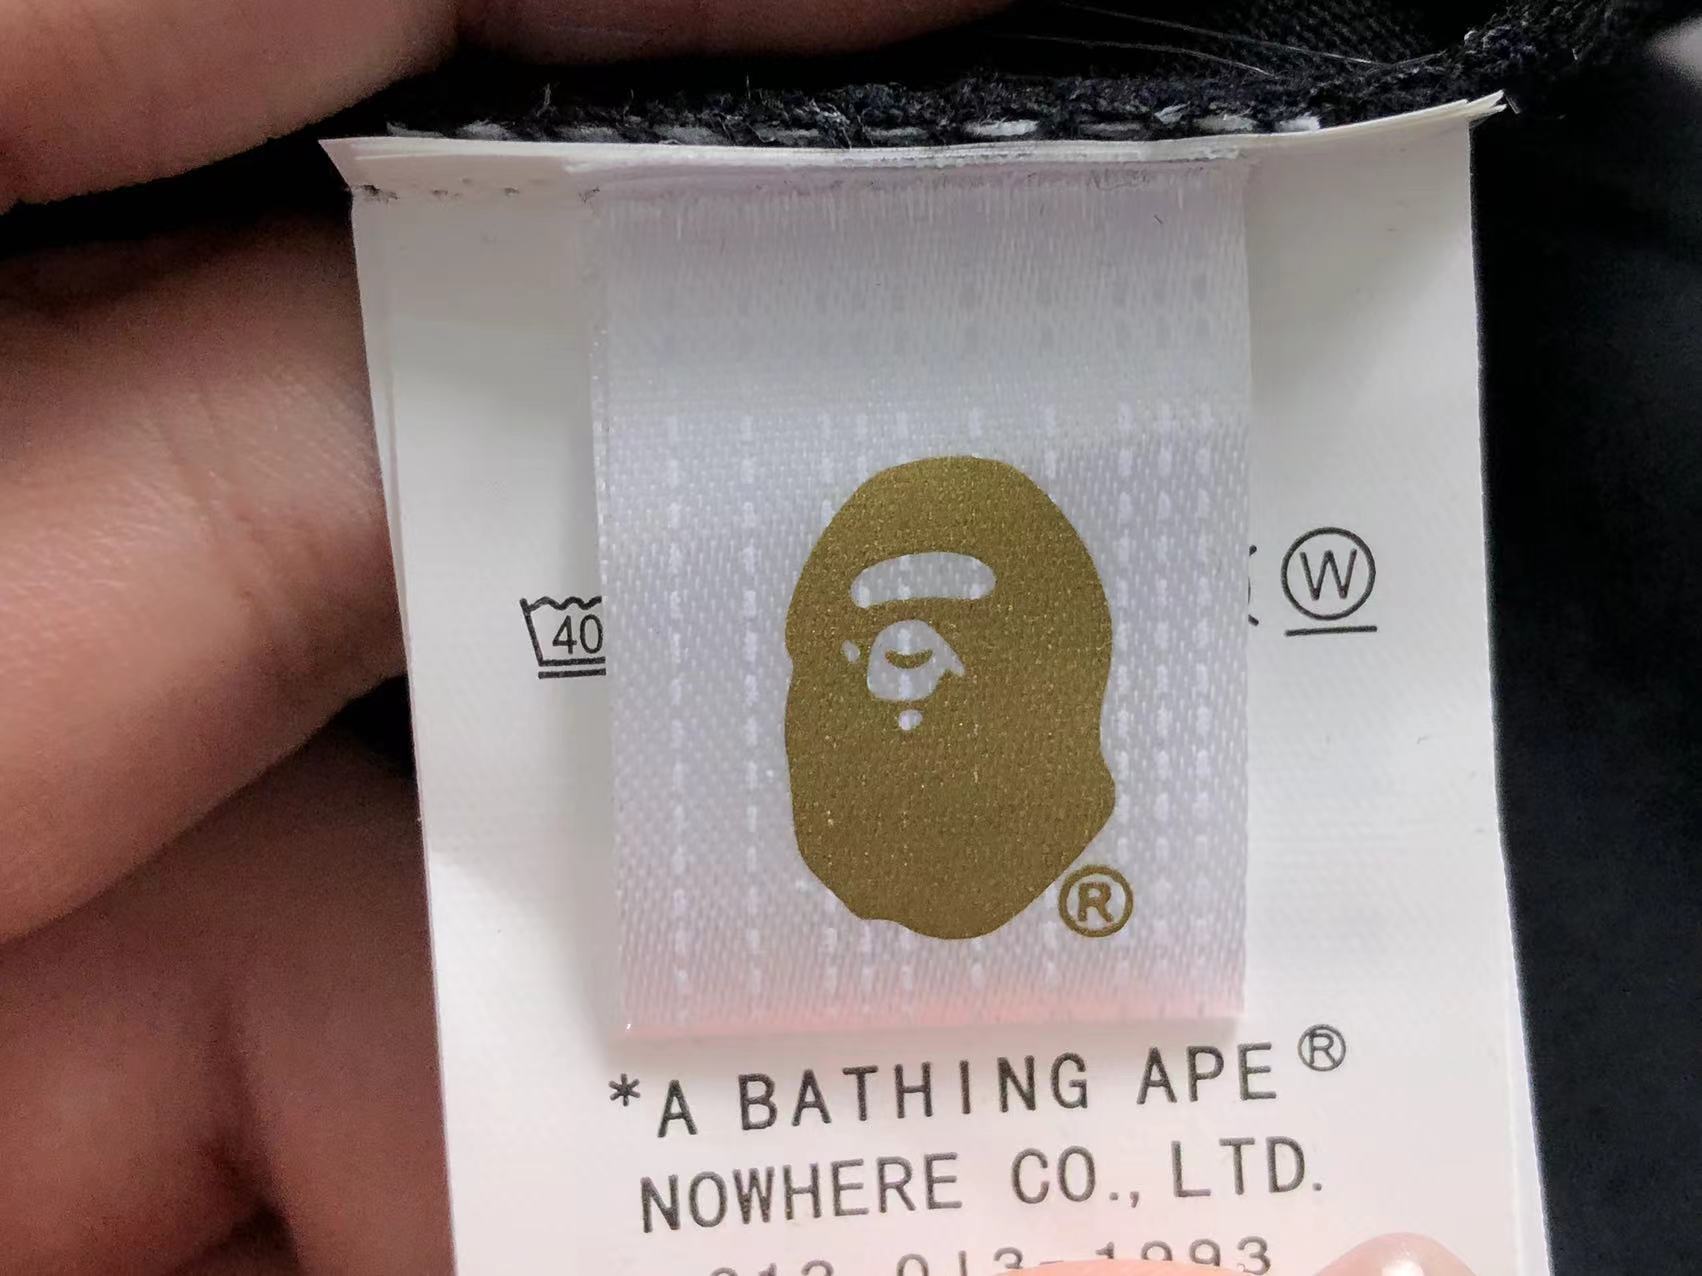 40
W
®
*A BATHING APE®
NOWHERE CO., LTD.